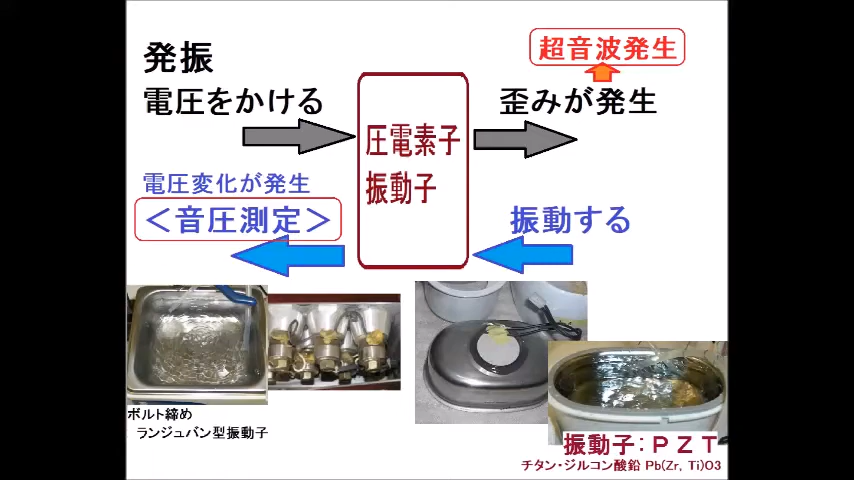 発振
電圧をかける
超音波発生
歪みが発生
圧電素子
振動子
電圧変化が発生
＜音圧測定＞
振動する
ボルト締め
ランジュバン型振動子
振動子：ＰＺＴ
チタン・ジルコン酸鉛 Pb(Zr, Ti)O3